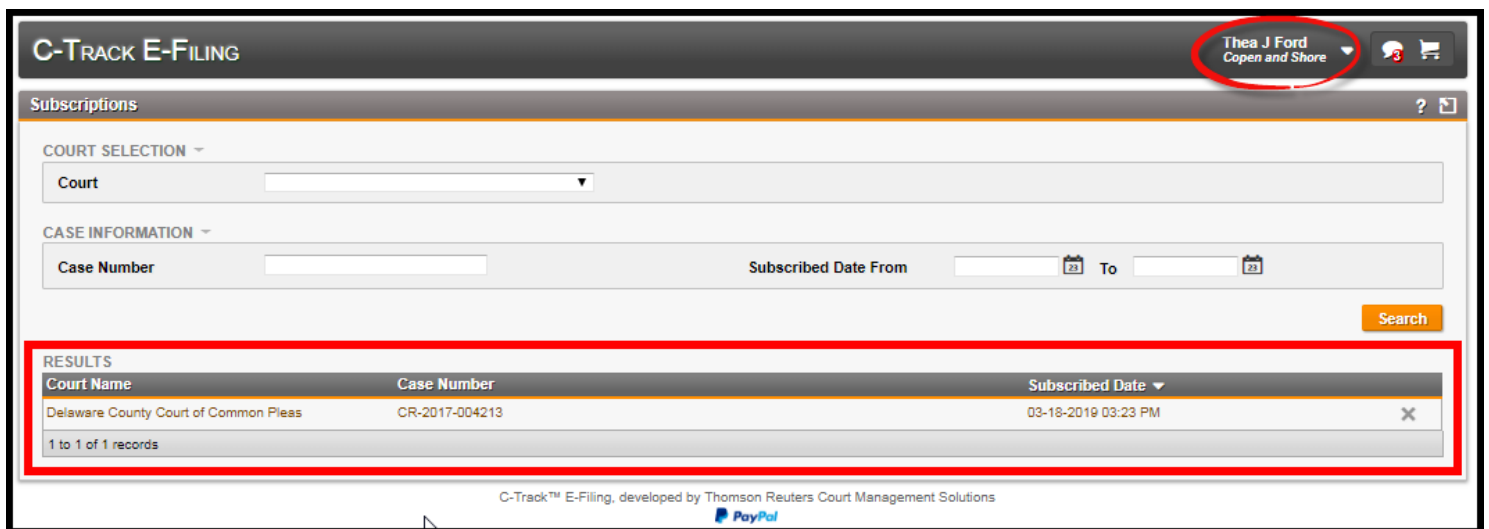 C-Track E-Filing
Thea J Ford
Copen and Shore
3
Subscriptions
?
COURT SELECTION
Court
CASE INFORMATION
Case Number
Subscribed Date From
23
To
23
Search
RESULTS
Court Name Case Number Subscribed Date
Delaware County Court of Common Pleas CR-2017-004213 03-18-2019 03:23 PM
1 to 1 of 1 records
C-Track™ E-Filing, developed by Thomson Reuters Court Management Solutions
PayPal